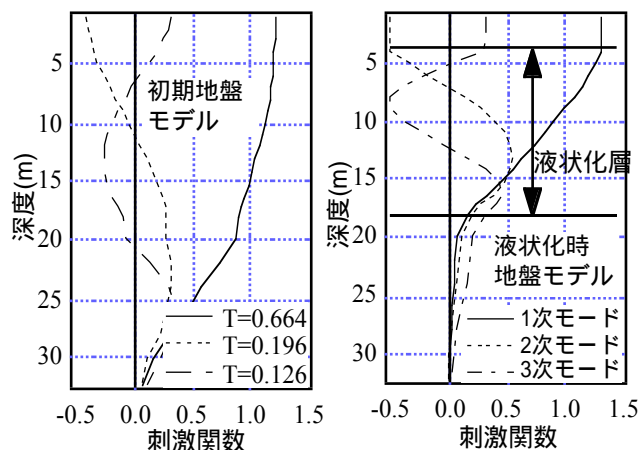 初期地盤
モデル
T=0.664
T=0.196
T=0.126
深度(m)
5
10
15
20
25
30
-0.5
0.0
0.5
1.0
1.5
刺激関数
液状化層
液状化時
地盤モデル
1次モード
2次モード
3次モード
深度(m)
5
10
15
20
25
30
-0.5
0.0
0.5
1.0
1.5
刺激関数